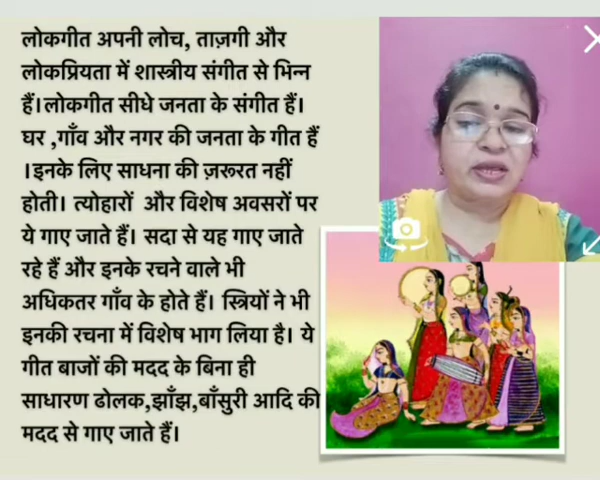 लोकगीत अपनी लोच, ताज़गी और
लोकप्रियता में शास्त्रीय संगीत से भिन्न
हैं।लोकगीत सीधे जनता के संगीत हैं।
घर ,गाँव और नगर की जनता के गीत हैं
।इनके लिए साधना की ज़रूरत नहीं
होती। त्योहारों और विशेष अवसरों पर
ये गाए जाते हैं। सदा से यह गाए जाते
रहे हैं और इनके रचने वाले भी
अधिकतर गाँव के होते हैं। स्त्रियों ने भी
इनकी रचना में विशेष भाग लिया है। ये
गीत बाजों की मदद के बिना ही
साधारण ढोलक,झाँझ,बाँसुरी आदि की
मदद से गाए जाते हैं।